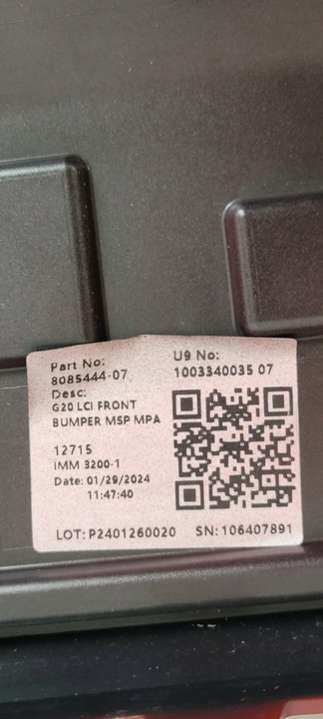 Part No:
8085444-07
Desc:
G20 LCI FRONT
BUMPER MSP MPA
12715
IMM 3200-1
Date: 01/29/2024
11:47:40
U9 No:
1003340035 07
LOT: P2401260020 SN: 106407891